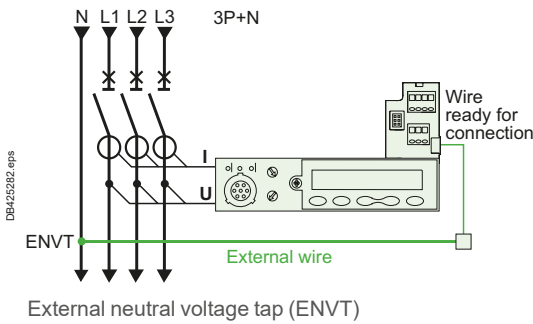 N L1 L2 L3 3P+N
Wire
ready for
connection
I
U
DB425282.eps
ENVT
External wire
External neutral voltage tap (ENVT)